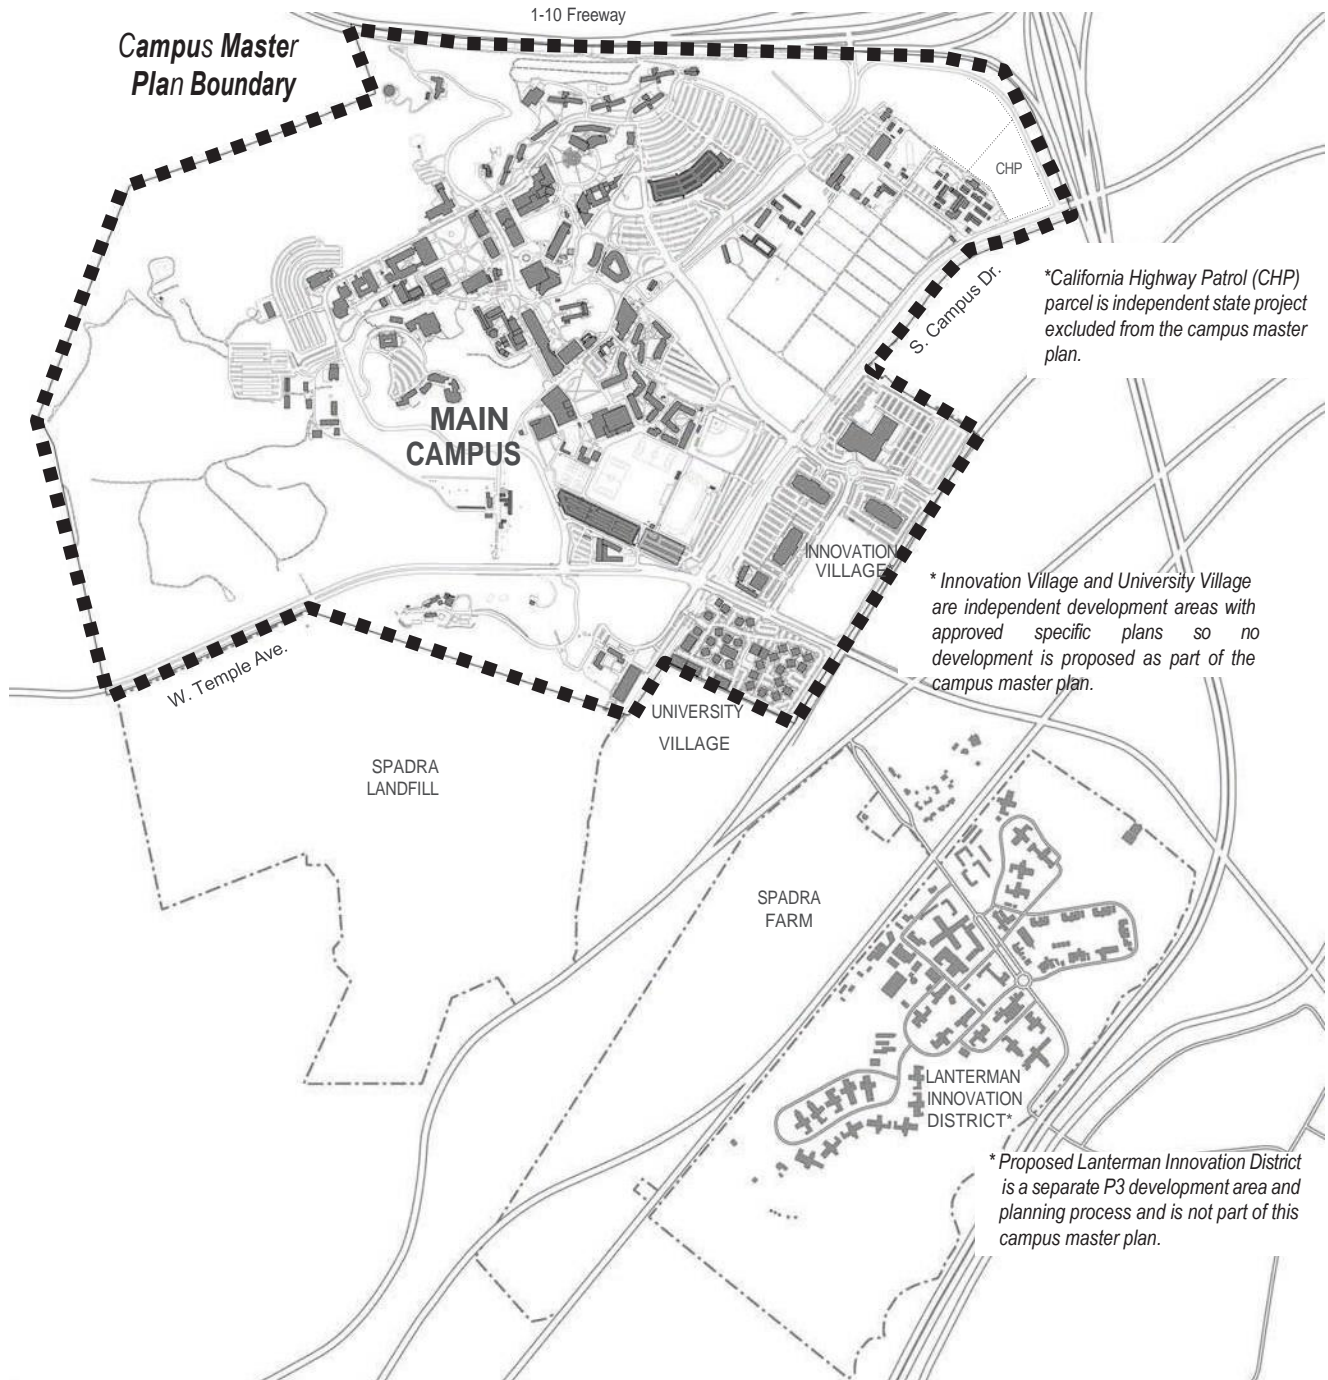 1-10 Freeway
Campus Master
Plan Boundary
CHP
*California Highway Patrol (CHP)
parcel is independent state project
excluded from the campus master
plan.
S. Campus Dr.
MAIN
CAMPUS
INNOVATION
VILLAGE
* Innovation Village and University Village
are independent development areas with
approved specific plans so no
development is proposed as part of the
campus master plan.
W. Temple Ave.
UNIVERSITY
VILLAGE
SPADRA
LANDFILL
SPADRA
FARM
LANTERMAN
INNOVATION
DISTRICT*
* Proposed Lanterman Innovation District
is a separate P3 development area and
planning process and is not part of this
campus master plan.